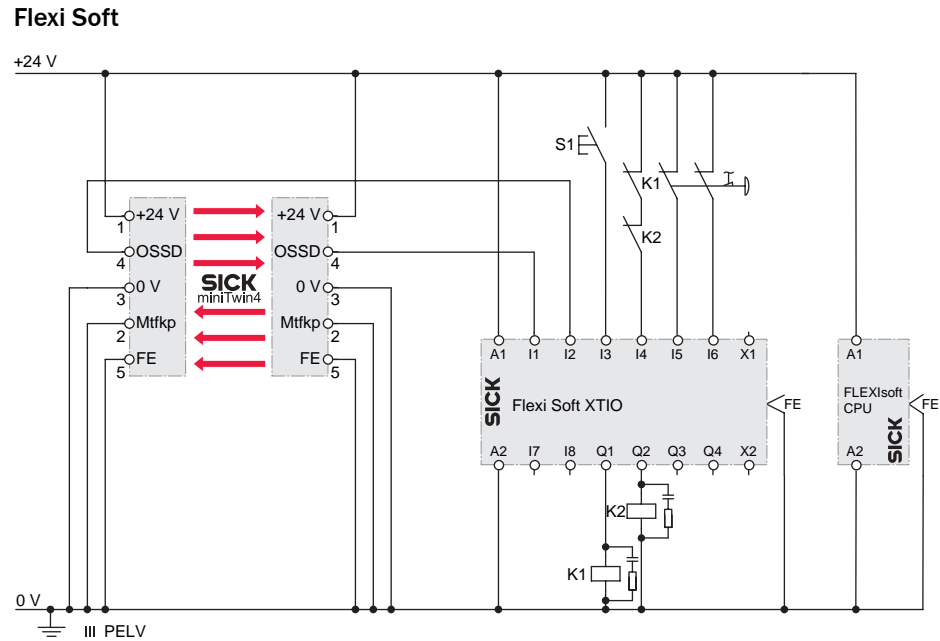 Flexi Soft
+24 V
S1
K1
K2
+24 V
1
OSSD
4
0 V
3
Mtfkp
2
FE
5
SICK
miniTwin4
+24 V
1
OSSD
4
0 V
3
Mtfkp
2
FE
5
A1 I1 I2 I3 I4 I5 I6 X1
SICK
Flexi Soft XTIO
FE
A2 I7 I8 Q1 Q2 Q3 Q4 X2
A1
FLEXIsoft
CPU
SICK
FE
A2
K2
K1
0 V
III PELV